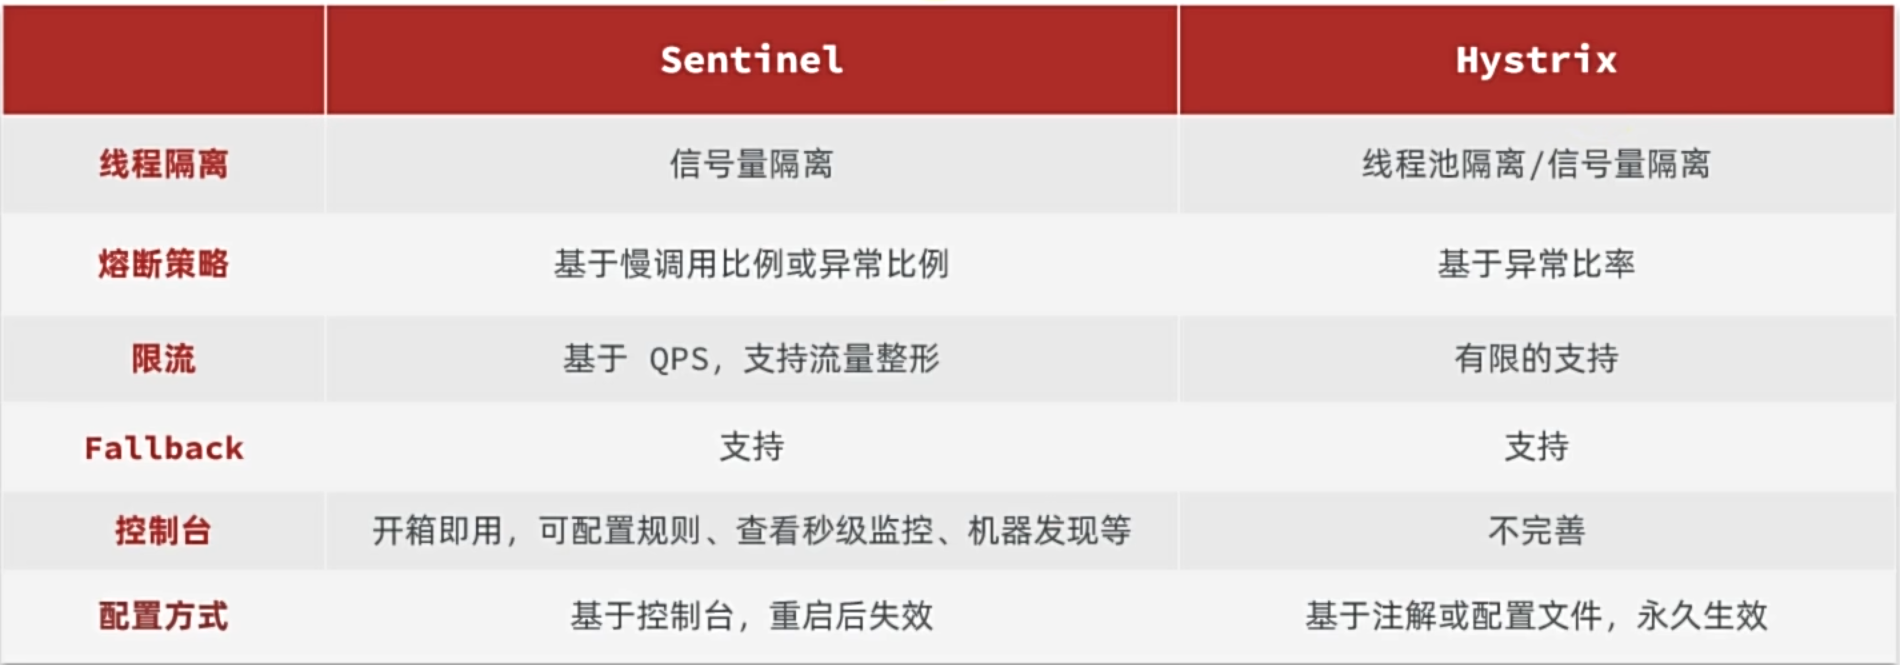 Sentinel
Hystrix
线程隔离
信号量隔离
线程池隔离/信号量隔离
熔断策略
基于慢调用比例或异常比例
基于异常比率
限流
基于 QPS，支持流量整形
有限的支持
Fallback
支持
支持
控制台
开箱即用，可配置规则、查看秒级监控、机器发现等
不完善
配置方式
基于控制台，重启后失效
基于注解或配置文件，永久生效